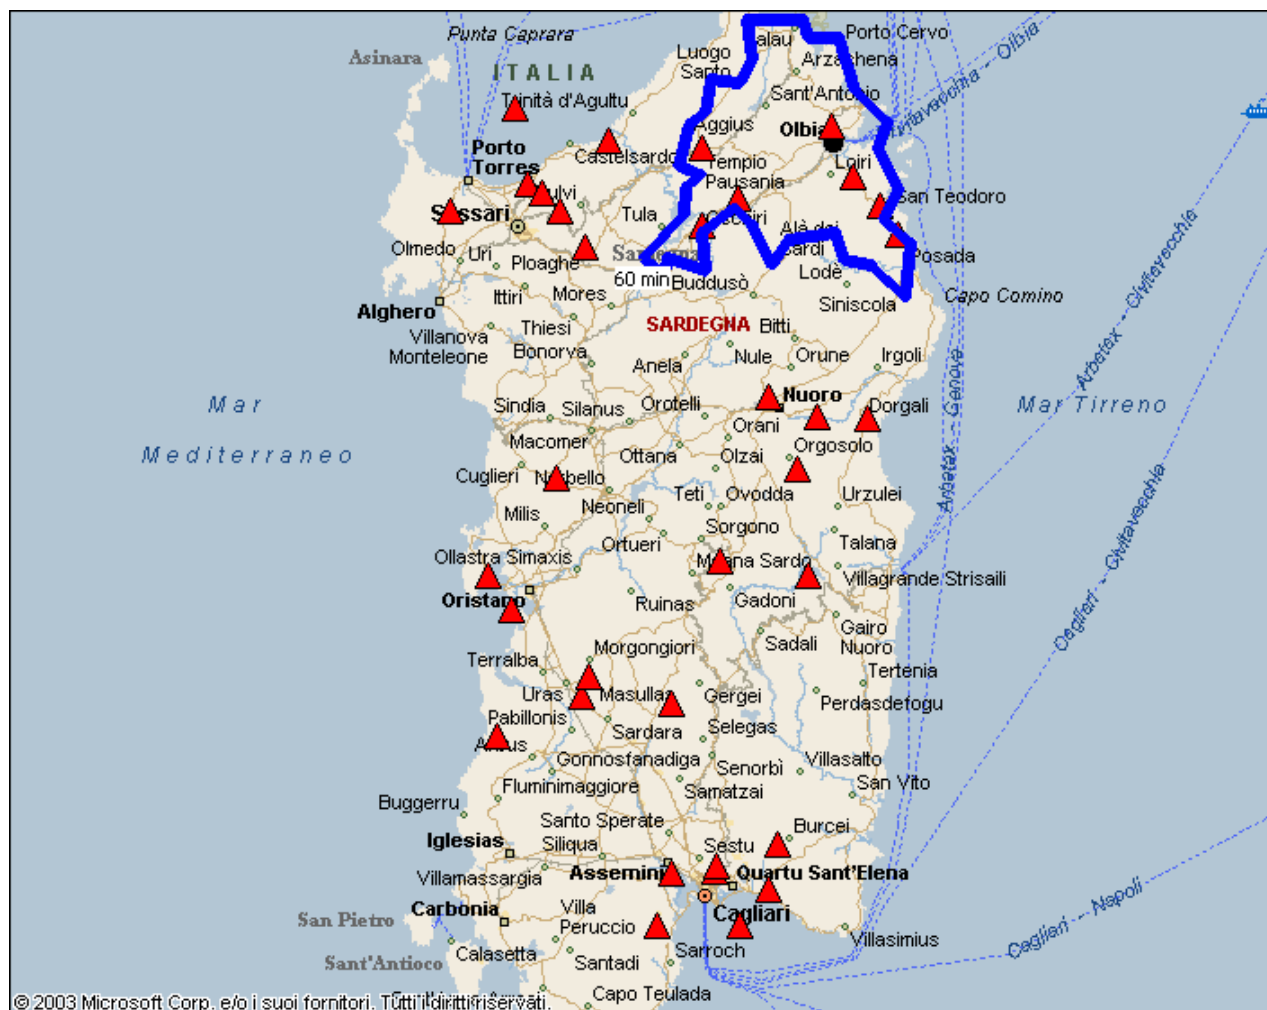 Punta Caprara
Asinara
ITALIA
Luogo
Santo
Porto Cervo
Arzachena
Trinità d'Agultu
Sant'Antonio
Aggius
Olbia
Civitavecchia - Olbia
Porto
Torres
Castelsardo
Tempio
Pausania
Loiri
San Teodoro
Sassari
Tula
Olmedo
Uri
Ploaghe
Sardegna
Posada
60 min
Buddusò
Lodè
Siniscola
Capo Comino
Alghero
Ittiri
Mores
Thiesi
SARDEGNA
Bitti
Villanova
Monteleone
Bonorva
Anela
Nule
Orune
Irgoli
Arbatax - Civitavecchia
Arbatax - Genova
Mar
Mediterraneo
Mar Tirreno
Sindia
Silanus
Orotelli
Nuoro
Dorgali
Orani
Macomer
Ottana
Olzai
Orgosolo
Cuglieri
Norbello
Teti
Ovodda
Urzulei
Milis
Neoneli
Sorgono
Ortueri
Talana
Ollastra Simaxis
Meana Sardo
Villagrande Strisaili
Oristano
Ruinas
Gadoni
Gairo
Nuoro
Sadali
Cagliari - Civitavecchia
Morgongiori
Terralba
Tertenia
Uras
Masullas
Gergei
Perdasdefogu
Pabillonis
Sardara
Selegas
Arbus
Gonnosfanadiga
Senorbì
Villasalto
Fluminimaggiore
Samatzai
San Vito
Buggerru
Santo Sperate
Burcei
Iglesias
Siliqua
Sestu
Villamassargia
Assemini
Quartu Sant'Elena
San Pietro
Carbonia
Villa
Peruccio
Cagliari
Cagliari - Napoli
Villasimius
Calasetta
Sarroch
Sant'Antioco
Santadi
Capo Teulada
© 2003 Microsoft Corp. e/o i suoi fornitori. Tutti i diritti riservati.